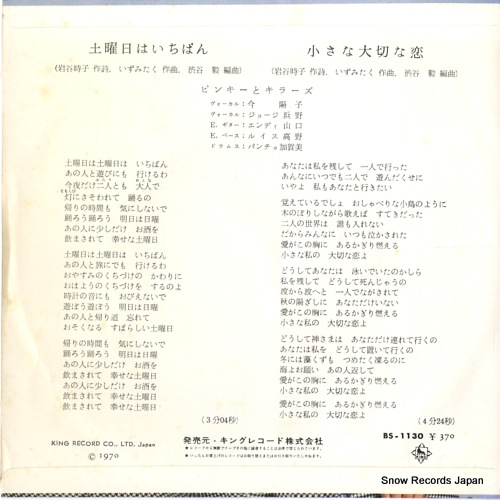 土曜日はいちばん
(岩谷時子 作詩, いずみたく 作曲, 渋谷 毅 編曲)
小さな大切な恋
(岩谷時子 作詩, いずみたく 作曲, 渋谷 毅 編曲)
ピンキーとキラーズ
ヴォーカル：今 陽子
ヴォーカル：ジョージ浜野
E.ギター：エンディ山口
E.ベース：ルイス高野
ドラムス：パンチョ加賀美
土曜日は土曜日は いちばん
あの人と遊びにも 行けるわ
今夜だけ二人とも 大人で
灯にさそわれて 踊るの
帰りの時間も 気にしないで
踊ろう踊ろう 明日は日曜
あの人に少しだけ お酒を
飲まされて 幸せな土曜日
土曜日は土曜日は いちばん
あの人と旅にでも 行けるわ
おやすみのくちづけの かわりに
おはようのくちづけを するのよ
時計の音にも おびえないで
遊ぼう遊ぼう 明日は日曜
あの人と帰り道 忘れて
おそくなる すばらしい土曜日
帰りの時間も 気にしないで
踊ろう踊ろう 明日は日曜
あの人に少しだけ お酒を
飲まされて 幸せな土曜日
あの人に少しだけ お酒を
飲まされて 幸せな土曜日
飲まされて 幸せな土曜日
(3分04秒)
あなたは私を残して 一人で行った
あんなにいつでも二人で 遊んだくせに
いやよ 私もあなたと行きたい
覚えているでしょ おしゃべりな小鳥のように
木のぼりしながら歌えば すてきだった
二人の世界は 誰も入れない
だからみんなに いつも泣かされた
愛がこの胸に あるかぎり燃える
小さな私の 大切な恋よ
どうしてあなたは 泳いでいたのかしら
私を残して どうして死んじゃうの
波から波へと 一人でながされて
秋の陽ざしに あなただけいない
愛がこの胸に あるかぎり燃える
小さな私の 大切な恋よ
どうして神さまは あなただけ連れて行くの
あなたは私を どうして置いて行くの
冬には藻くずも つめたく凍るのに
海よお願い あの人返して
愛がこの胸に あるかぎり燃える
小さな私の 大切な恋よ
愛がこの胸に あるかぎり燃える
小さな私の 大切な恋よ
(4分24秒)
KING RECORD CO., LTD. Japan
Ⓒ 1970
発売元・キングレコード株式会社
BS-1130 ¥370
Snow Records Japan